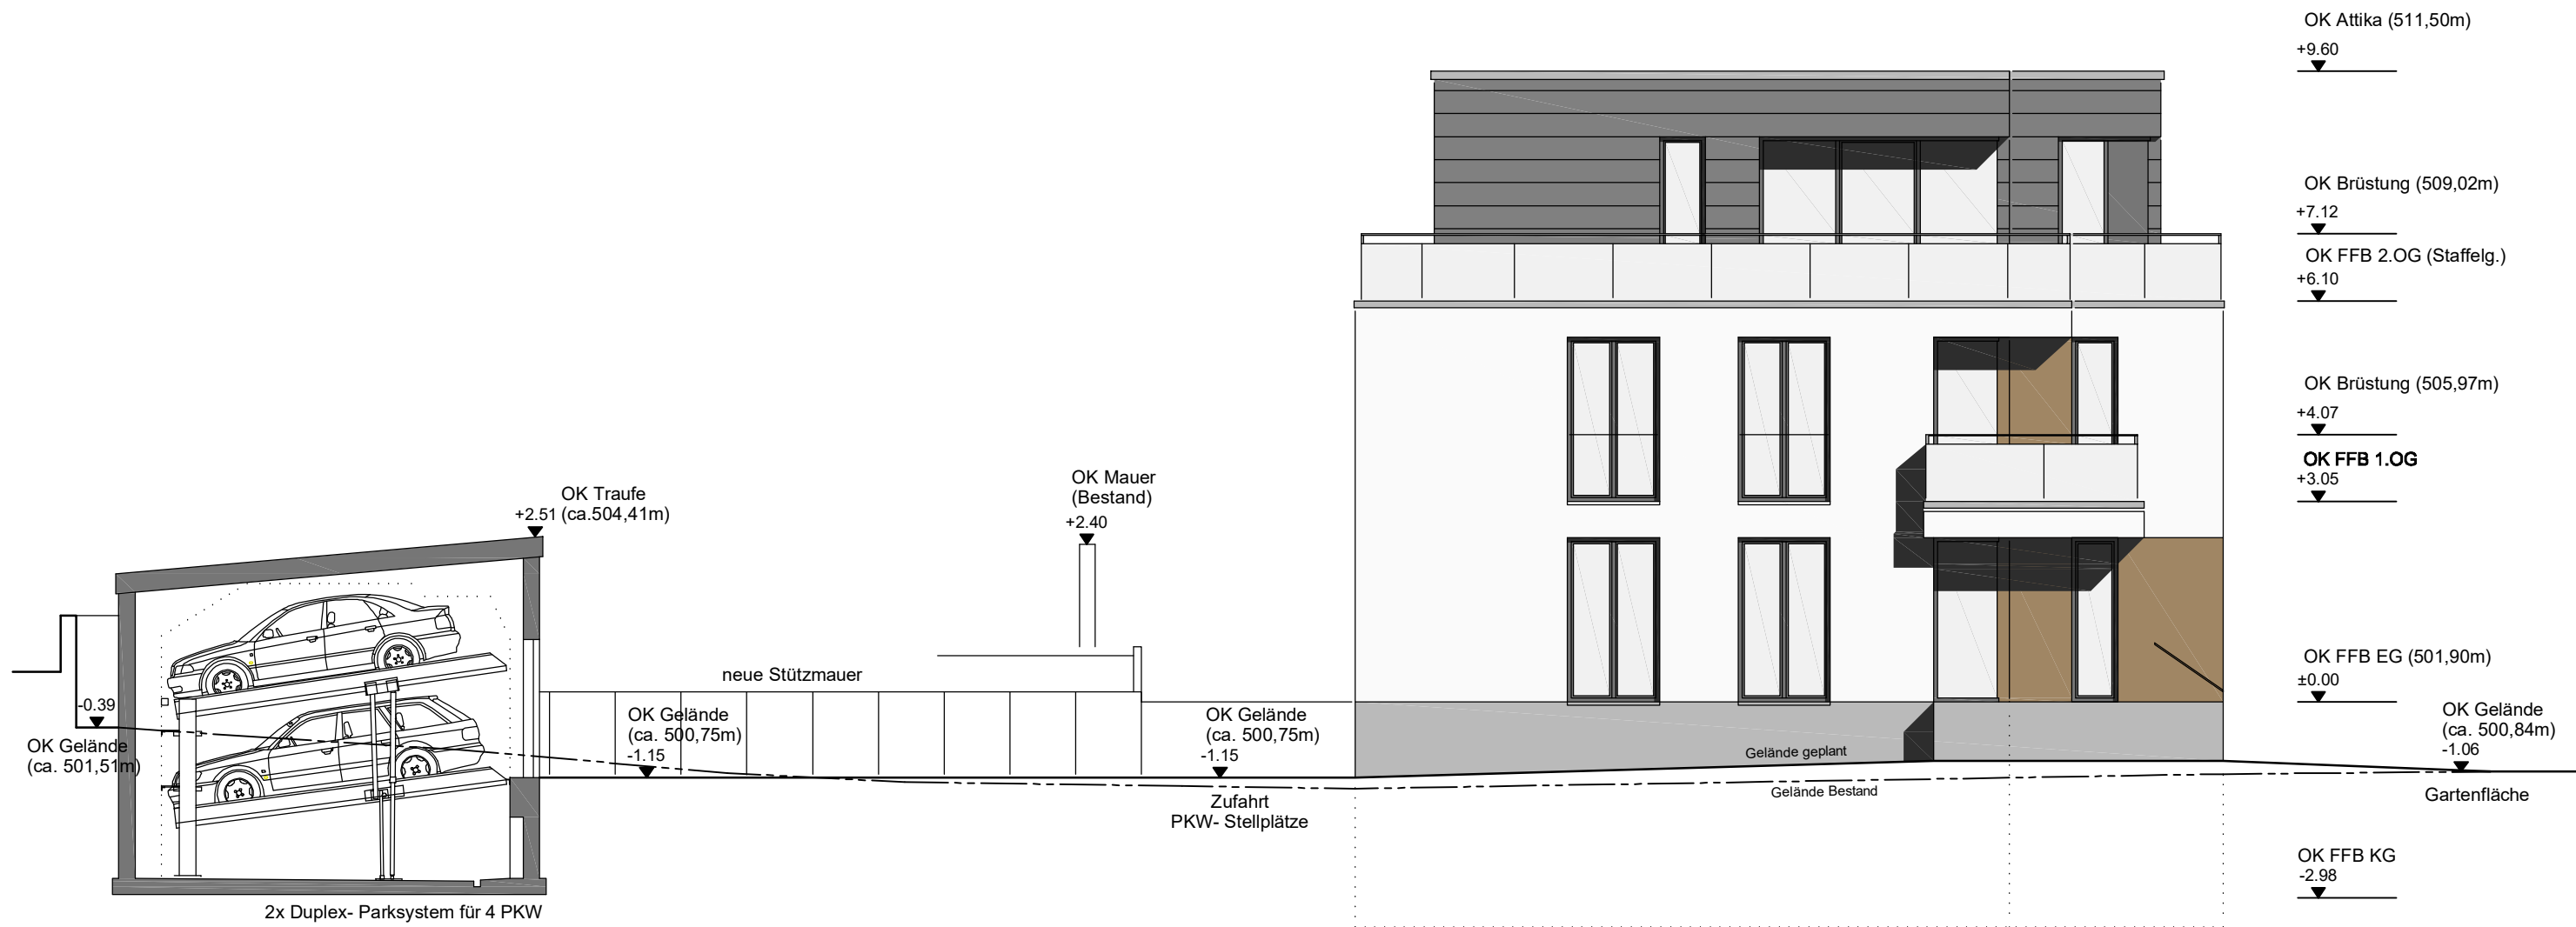 OK Attika (511,50m)
+9.60
OK Brüstung (509,02m)
+7.12
OK FFB 2.OG (Staffelg.)
+6.10
OK Brüstung (505,97m)
+4.07
OK FFB 1.OG
+3.05
OK Mauer
(Bestand)
+2.40
OK Traufe
+2.51 (ca.504,41m)
OK FFB EG (501,90m)
±0.00
neue Stützmauer
-0.39
OK Gelände
(ca. 501,51m)
OK Gelände
(ca. 500,75m)
-1.15
OK Gelände
(ca. 500,75m)
-1.15
Gelände geplant
OK Gelände
(ca. 500,84m)
-1.06
Gelände Bestand
Zufahrt
PKW- Stellplätze
Gartenfläche
OK FFB KG
-2.98
2x Duplex- Parksystem für 4 PKW